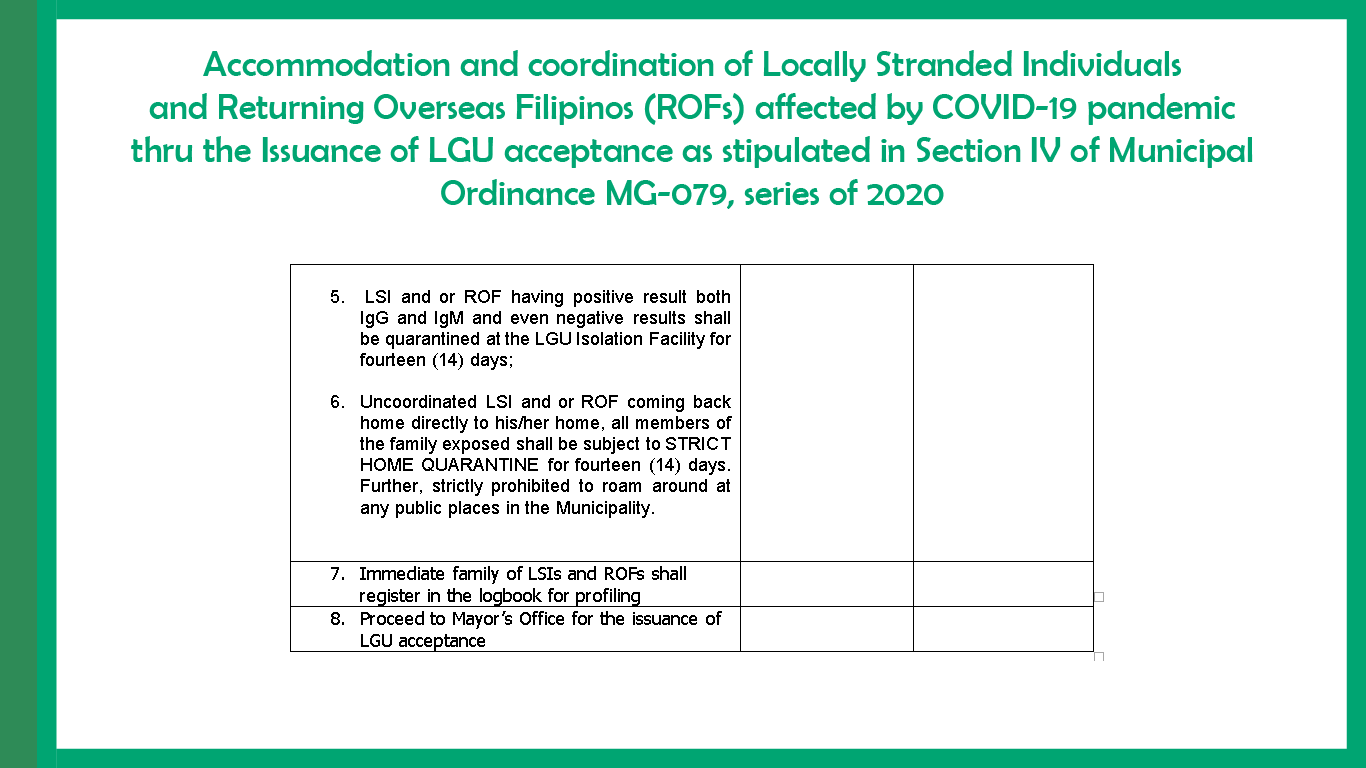 Accommodation and coordination of Locally Stranded Individuals
and Returning Overseas Filipinos (ROFs) affected by COVID-19 pandemic
thru the Issuance of LGU acceptance as stipulated in Section IV of Municipal
Ordinance MG-079, series of 2020
5. LSI and or ROF having positive result both
IgG and IgM and even negative results shall
be quarantined at the LGU Isolation Facility for
fourteen (14) days;
6. Uncoordinated LSI and or ROF coming back
home directly to his/her home, all members of
the family exposed shall be subject to STRICT
HOME QUARANTINE for fourteen (14) days.
Further, strictly prohibited to roam around at
any public places in the Municipality.
7. Immediate family of LSIs and ROFs shall
register in the logbook for profiling
8. Proceed to Mayor's Office for the issuance of
LGU acceptance